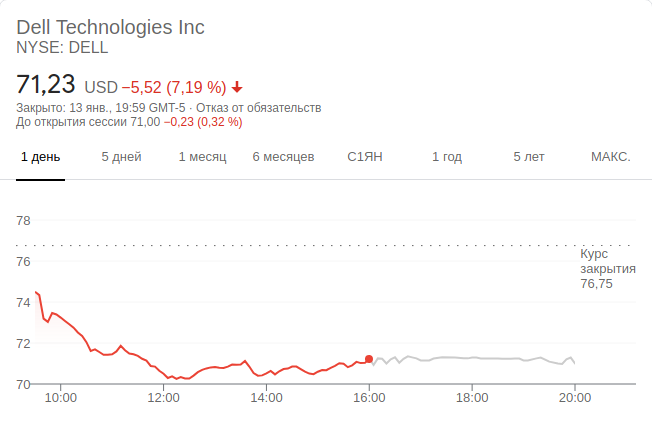 Dell Technologies Inc
NYSE: DELL
71,23 USD −5,52 (7,19 %)
Закрыто: 13 янв., 19:59 GMT-5 · Отказ от обязательств
До открытия сессии 71,00 −0,23 (0,32 %)
1 день 5 дней 1 месяц 6 месяцев С1ЯН 1 год 5 лет МАКС.
78
Курс
76
закрытия
76,75
74
72
70
10:00 12:00 14:00 16:00 18:00 20:00